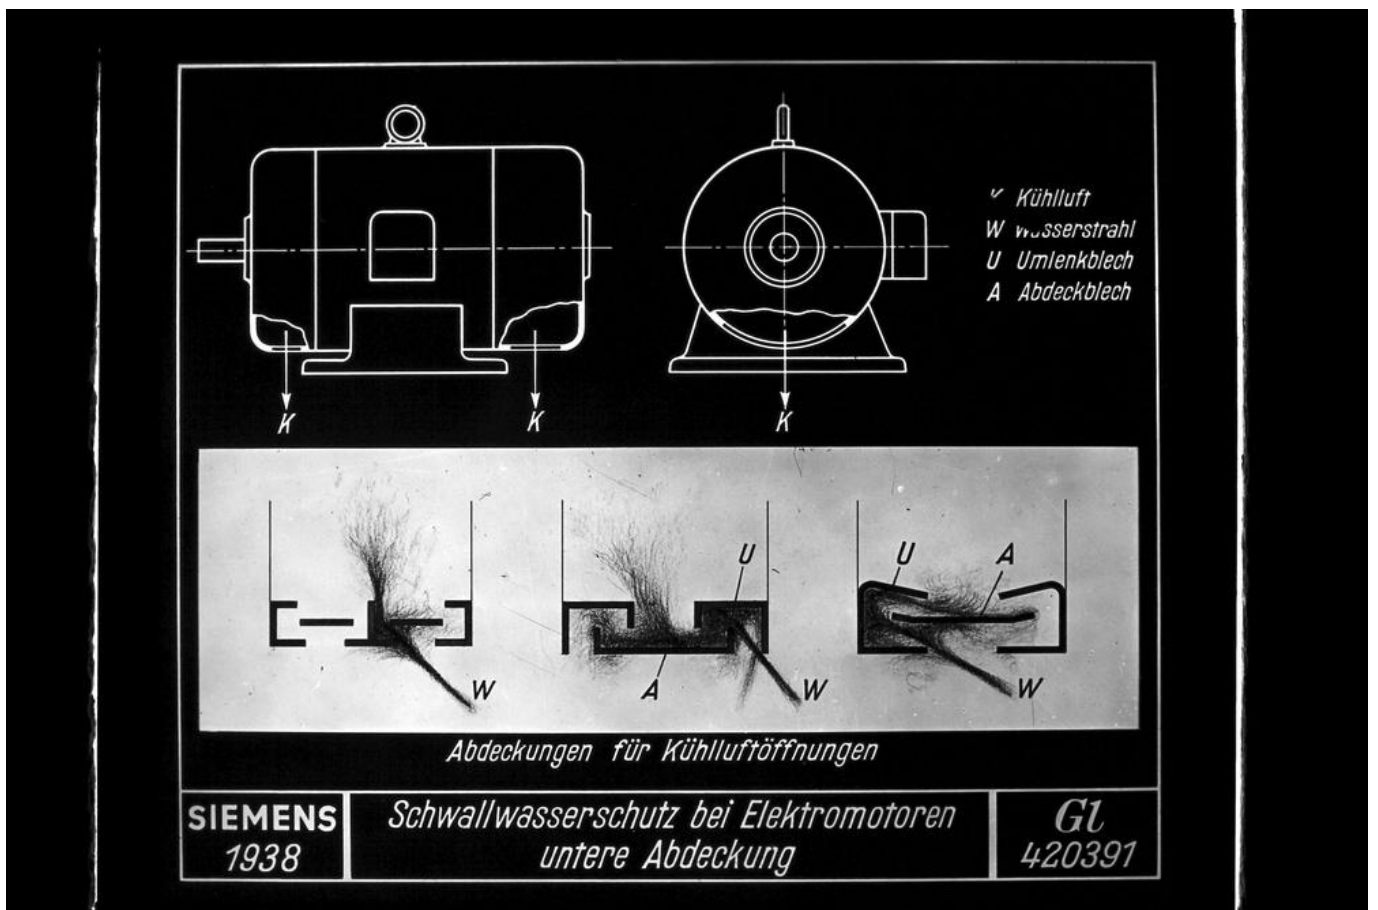 K Kühlluft
W Wasserstrahl
U Umlenkblech
A Abdeckblech
K
K
K
U
A
W
A
W
U
A
W
Abdeckungen für Kühlluftöffnungen
SIEMENS
1938
Schwallwasserschutz bei Elektromotoren
untere Abdeckung
Gl
420391